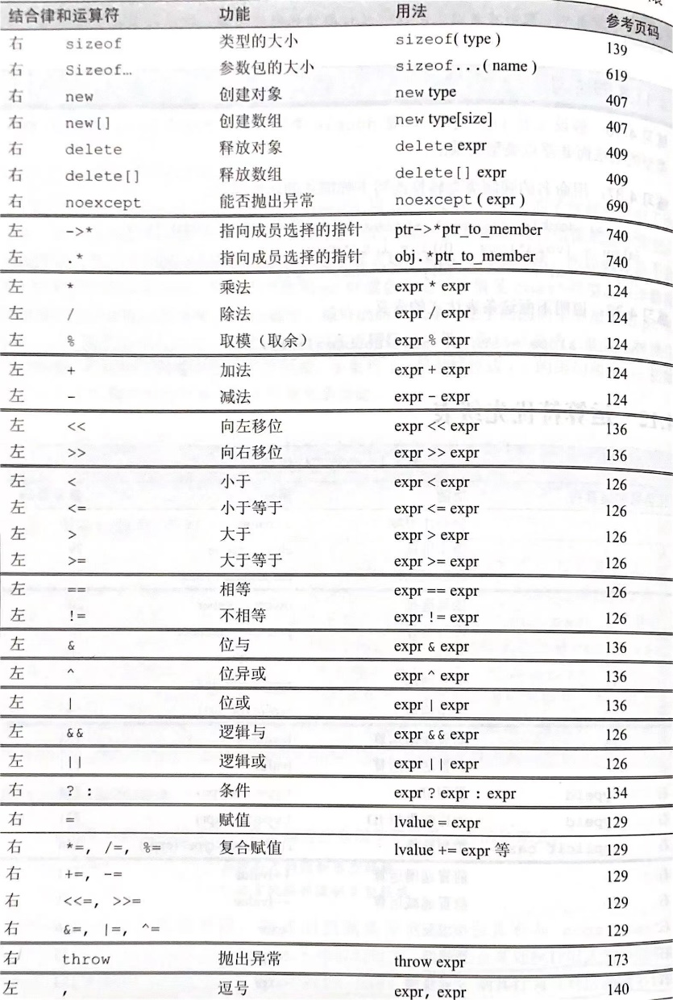 结合律和运算符 功能 用法 参考页码
右 sizeof 类型的大小 sizeof( type ) 139
右 Sizeof… 参数包的大小 sizeof...( name ) 619
右 new 创建对象 new type 407
右 new[] 创建数组 new type[size] 407
右 delete 释放对象 delete expr 409
右 delete[] 释放数组 delete[] expr 409
右 noexcept 能否抛出异常 noexcept ( expr ) 690
左 ->* 指向成员选择的指针 ptr->*ptr_to_member 740
左 .* 指向成员选择的指针 obj.*ptr_to_member 740
左 * 乘法 expr * expr 124
左 / 除法 expr / expr 124
左 % 取模（取余） expr % expr 124
左 + 加法 expr + expr 124
左 - 减法 expr - expr 124
左 << 向左移位 expr << expr 136
左 >> 向右移位 expr >> expr 136
左 < 小于 expr < expr 126
左 <= 小于等于 expr <= expr 126
左 > 大于 expr > expr 126
左 >= 大于等于 expr >= expr 126
左 == 相等 expr == expr 126
左 != 不相等 expr != expr 126
左 & 位与 expr & expr 136
左 ^ 位异或 expr ^ expr 136
左 | 位或 expr | expr 136
左 && 逻辑与 expr && expr 126
左 || 逻辑或 expr || expr 126
右 ? : 条件 expr ? expr : expr 134
右 = 赋值 lvalue = expr 129
右 *=, /=, %= 复合赋值 lvalue += expr 等 129
右 +=, -= 129
右 <<=, >>= 129
右 &=, |=, ^= 129
右 throw 抛出异常 throw expr 173
左 , 逗号 expr, expr 140